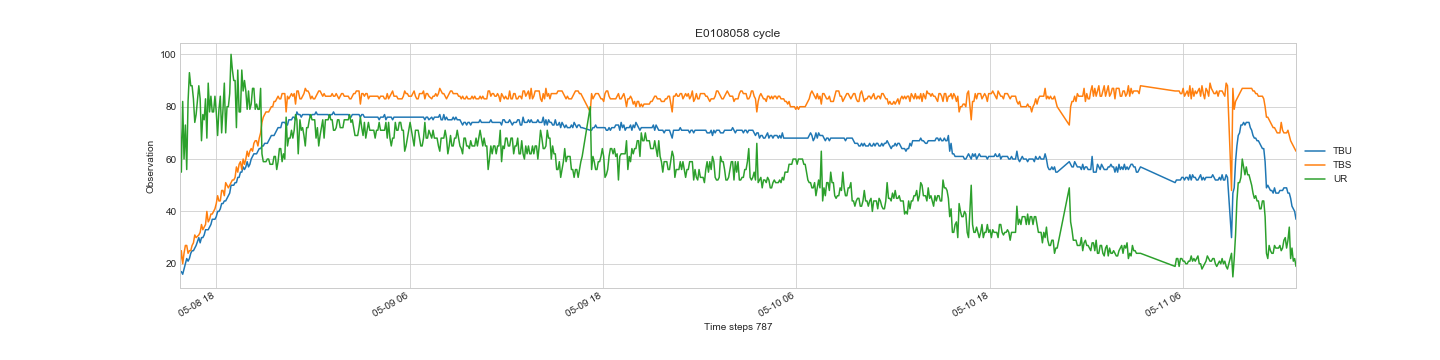 E0108058 cycle
Observation
100
80
60
40
20
05-08 18
05-09 06
05-09 18
05-10 06
05-10 18
05-11 06
Time steps 787
TBU
TBS
UR